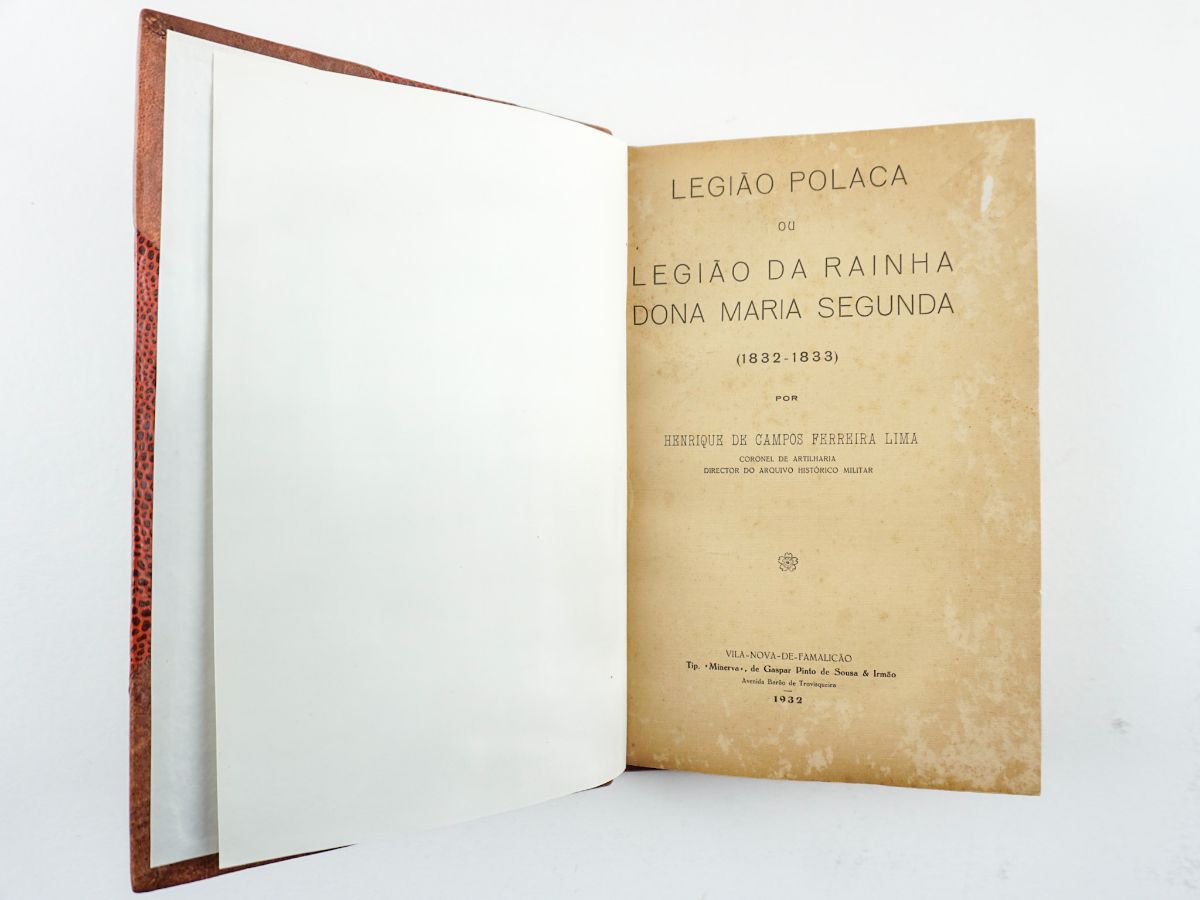 LEGIÃO POLACA
OU
LEGIÃO DA RAINHA
DONA MARIA SEGUNDA
(1832-1833)
POR
HENRIQUE DE CAMPOS FERREIRA LIMA
CORONEL DE ARTILHARIA
DIRECTOR DO ARQUIVO HISTÓRICO MILITAR
VILA-NOVA-DE-FAMALICÃO
Tip. «Minerva», de Gaspar Pinto de Sousa & Irmão
Avenida Barão de Trovisqueira
1932